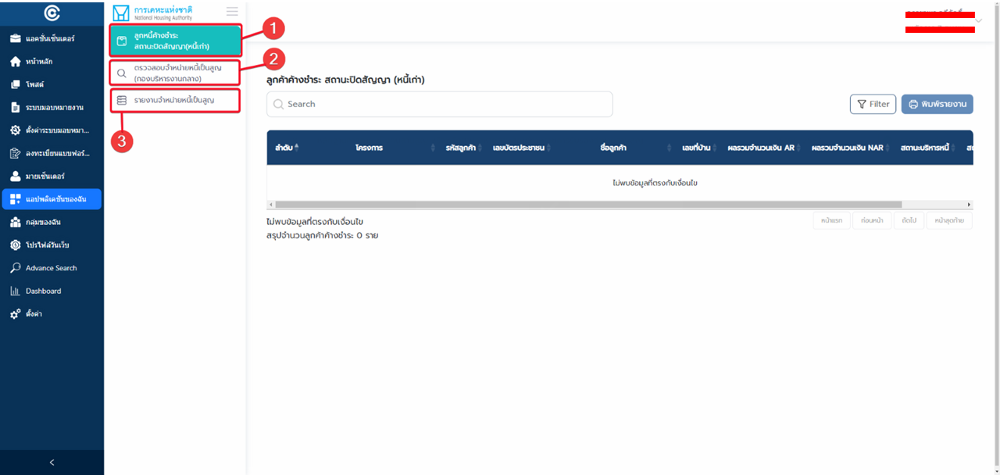 การเคหะแห่งชาติ
National Housing Authority
แอคชั่นเซ็นเตอร์
หน้าหลัก
โพสต์
ระบบมอบหมายงาน
ตั้งค่าระบบมอบหมา...
ลงทะเบียนแบบฟอร์...
มายเซ็นเตอร์
แอปพลิเคชันของฉัน
กลุ่มของฉัน
โปรไฟล์วันเว็บ
Advance Search
Dashboard
ตั้งค่า
ลูกหนี้ค้างชำระ
สถานะปิดสัญญา(หนี้เก่า)
1
ตรวจสอบจำหน่ายหนี้เป็นสูญ
(กองบริหารงานกลาง)
2
รายงานจำหน่ายหนี้เป็นสูญ
3
ลูกค้าค้างชำระ สถานะปิดสัญญา (หนี้เก่า)
Search
Filter
พิมพ์รายงาน
ลำดับ โครงการ รหัสลูกค้า เลขบัตรประชาชน ชื่อลูกค้า เลขที่บ้าน ผลรวมจำนวนเงิน AR ผลรวมจำนวนเงิน NAR สถานะบริหารหนี้
ไม่พบข้อมูลที่ตรงกับเงื่อนไข
ไม่พบข้อมูลที่ตรงกับเงื่อนไข
สรุปจำนวนลูกค้าค้างชำระ 0 ราย
หน้าแรก ก่อนหน้า ถัดไป หน้าสุดท้าย